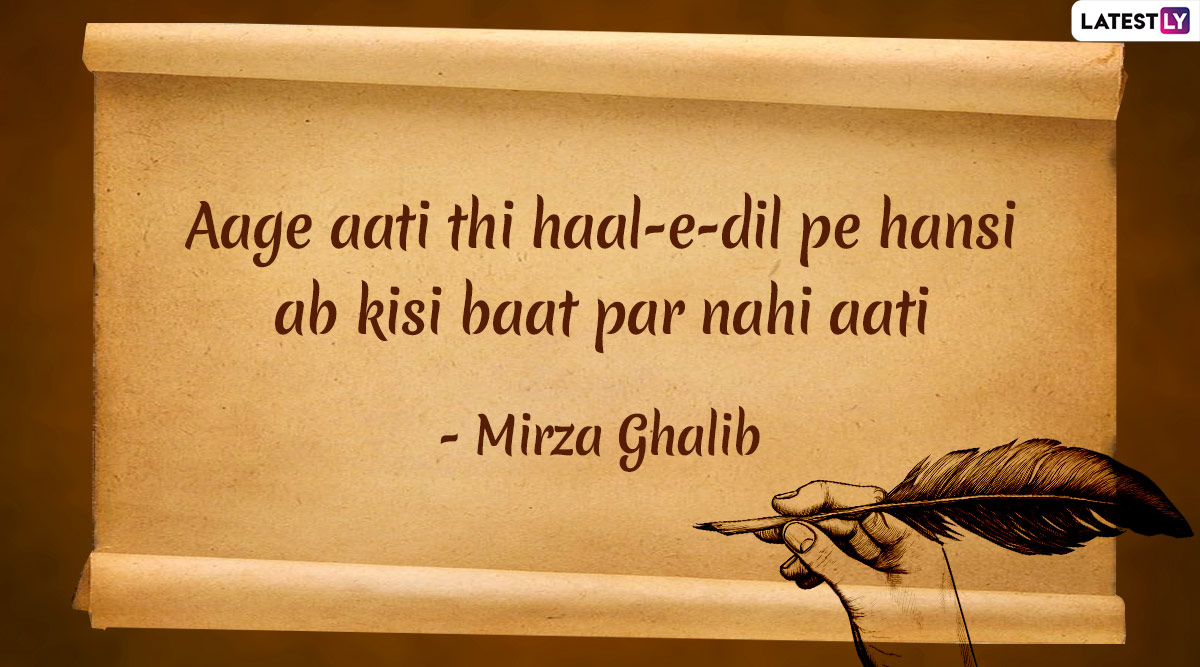 LATESTLY
Aage aati thi haal-e-dil pe hansi
ab kisi baat par nahi aati
- Mirza Ghalib